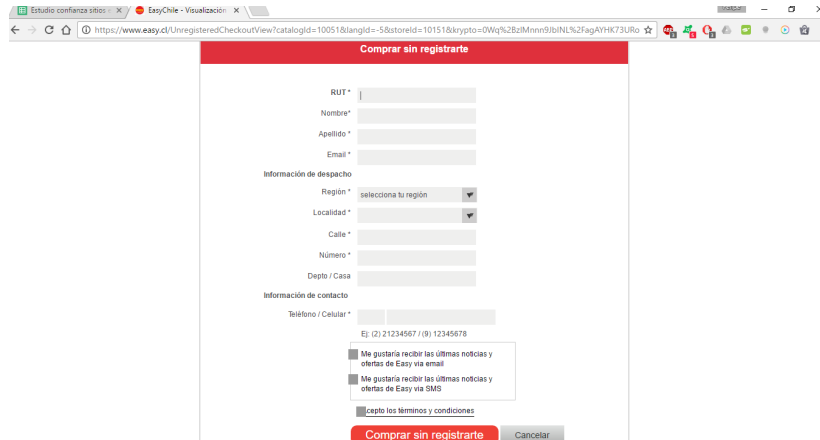 Estudio confianza sitios
EasyChile - Visualización
https://www.easy.cl/UnregisteredCheckoutView?catalogId=10051&langId=-5&storeId=10151&krypto=0Wq%2BzIMnnn9JbINL%2FagAYHK73URo
Comprar sin registrarte
RUT *
Nombre*
Apellido *
Email *
Información de despacho
Región * selecciona tu región
Localidad *
Calle *
Número *
Depto / Casa
Información de contacto
Teléfono / Celular *
Ej: (2) 21234567 / (9) 12345678
Me gustaría recibir las últimas noticias y
ofertas de Easy via email
Me gustaría recibir las últimas noticias y
ofertas de Easy via SMS
cepto los términos y condiciones
Comprar sin registrarte Cancelar